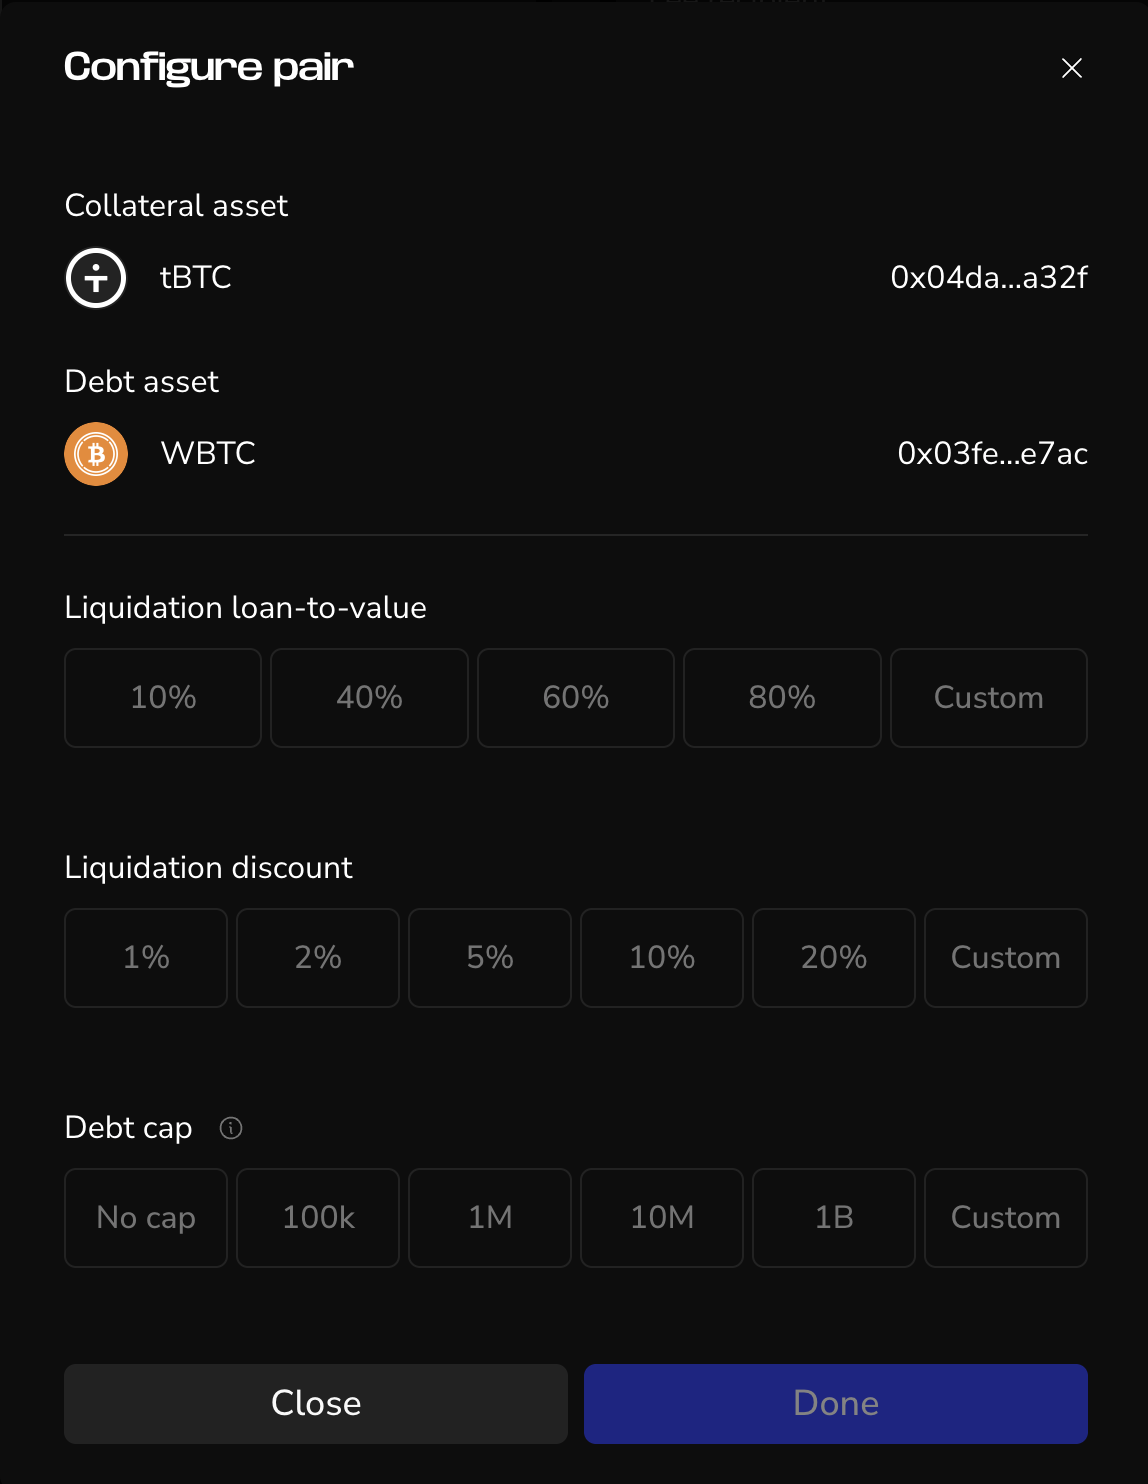 Configure pair
Collateral asset
tBTC 0x04da...a32f
Debt asset
WBTC 0x03fe...e7ac
Liquidation loan-to-value
10% 40% 60% 80% Custom
Liquidation discount
1% 2% 5% 10% 20% Custom
Debt cap
No cap 100k 1M 10M 1B Custom
Close Done